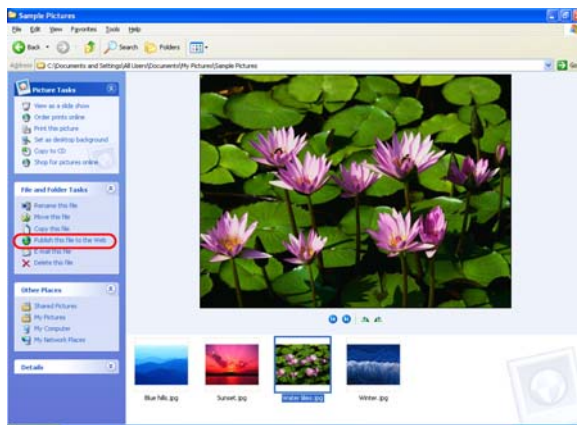 Sample Pictures
File Edit View Favorites Tools Help
Back Search Folders
Address C:\Documents and Settings\All Users\Documents\My Pictures\Sample Pictures Go
Picture Tasks
View as a slide show
Order prints online
Print this picture
Set as desktop background
Copy to CD
Shop for pictures online
File and Folder Tasks
Rename this file
Move this file
Copy this file
Publish this file to the Web
E-mail this file
Delete this file
Other Places
Shared Pictures
My Pictures
My Computer
My Network Places
Details
Blue hills.jpg Sunset.jpg Water lilies.jpg Winter.jpg